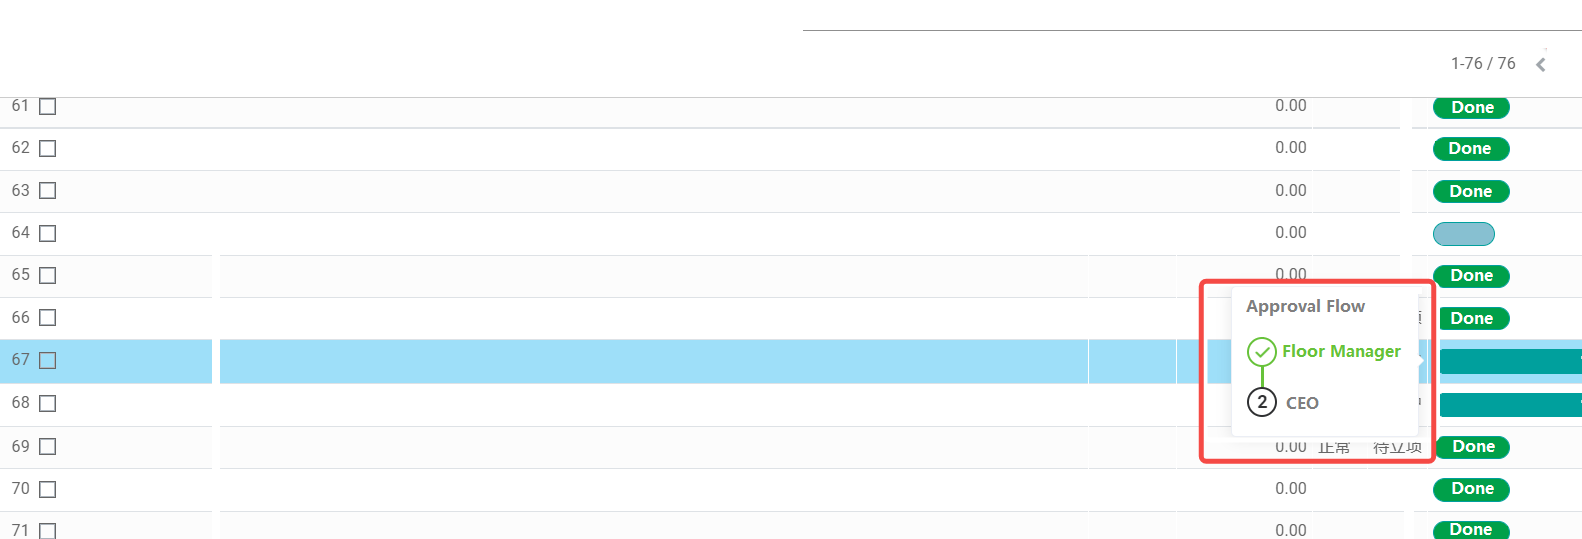 1-76 / 76
61 0.00 Done
62 0.00 Done
63 0.00 Done
64 0.00
65 0.00 Done
Approval Flow
66 Done
67 Floor Manager
68 2 CEO
69 0.00 正常 待立项 Done
70 0.00 Done
71 0.00 Done